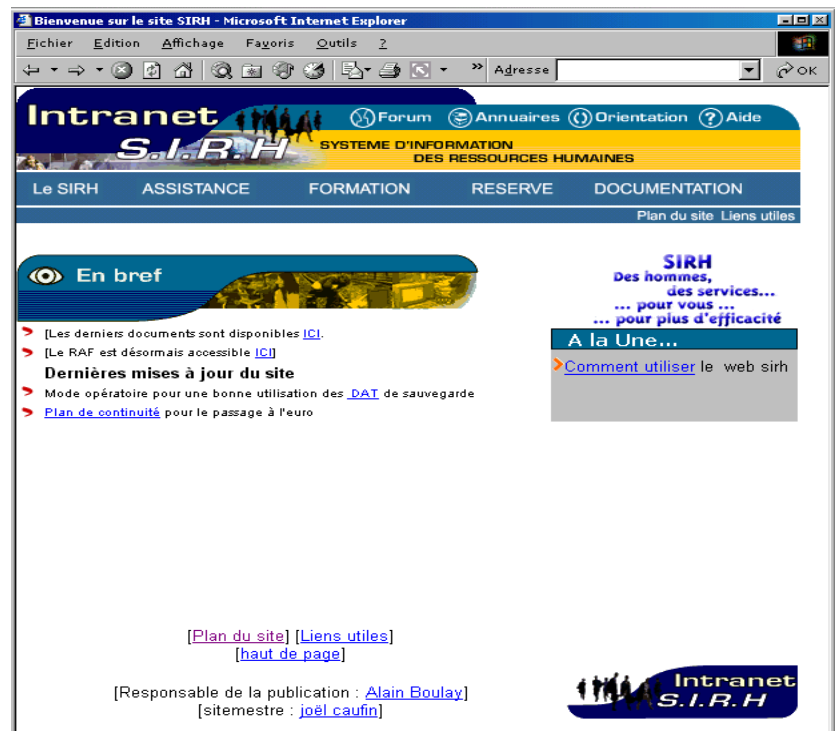 Bienvenue sur le site SIRH - Microsoft Internet Explorer
Fichier Edition Affichage Favoris Outils ?
» Adresse OK
Intranet
S.I.R.H
Forum Annuaires Orientation ? Aide
SYSTEME D'INFORMATION
DES RESSOURCES HUMAINES
Le SIRH ASSISTANCE FORMATION RESERVE DOCUMENTATION
Plan du site Liens utiles
En bref
[Les derniers documents sont disponibles ICI.
[Le RAF est désormais accessible ICI]
Dernières mises à jour du site
Mode opératoire pour une bonne utilisation des DAT de sauvegarde
Plan de continuité pour le passage à l'euro
SIRH
Des hommes,
des services...
... pour vous ...
... pour plus d'efficacité
A la Une...
Comment utiliser le web sirh
[Plan du site] [Liens utiles]
[haut de page]
[Responsable de la publication : Alain Boulay]
[sitemestre : joël caufin]
Intranet
S.I.R.H